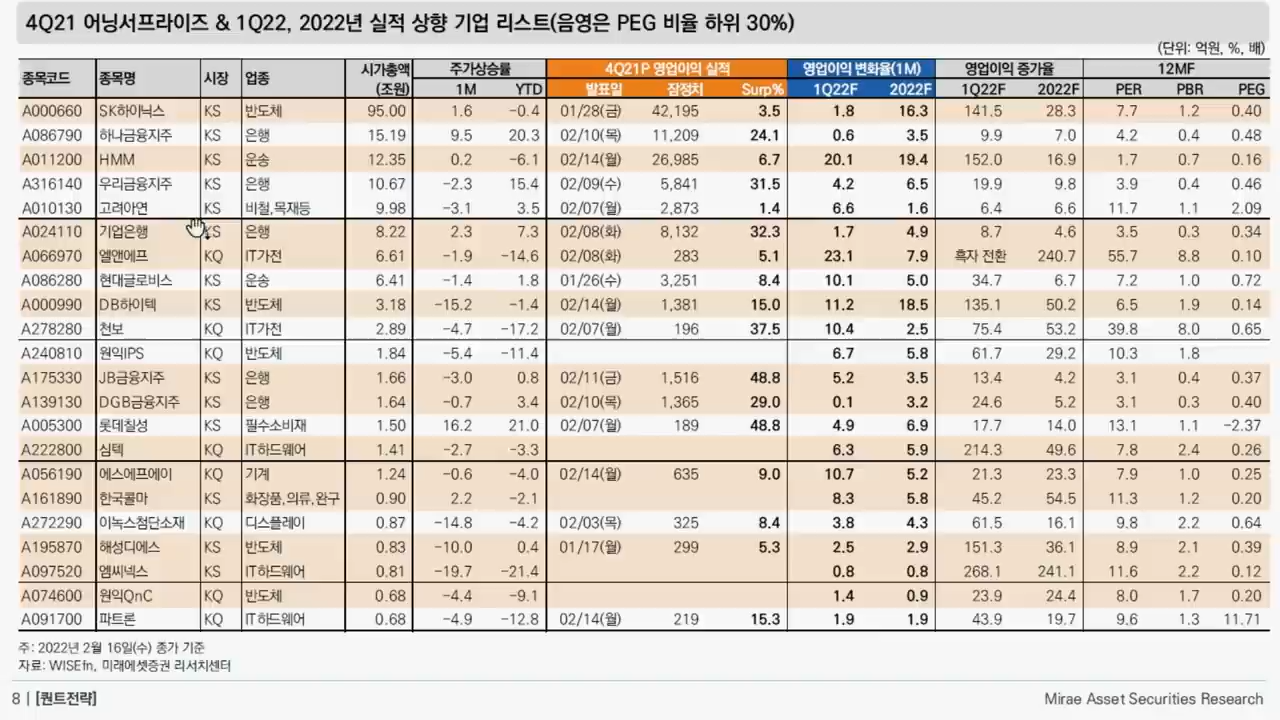 4Q21 어닝서프라이즈 & 1Q22, 2022년 실적 상향 기업 리스트(음영은 PEG 비율 하위 30%)
(단위: 억원, %, 배)
종목코드 종목명 시장 업종 시가총액 (조원) 주가상승률 4Q21P 영업이익 실적 영업이익 변화율(1M) 영업이익 증가율 12MF
1M YTD 발표일 잠정치 Surp% 1Q22F 2022F 1Q22F 2022F PER PBR PEG
A000660 SK하이닉스 KS 반도체 95.00 1.6 -0.4 01/28(금) 42,195 3.5 1.8 16.3 141.5 28.3 7.7 1.2 0.40
A086790 하나금융지주 KS 은행 15.19 9.5 20.3 02/10(목) 11,209 24.1 0.6 3.5 9.9 7.0 4.2 0.4 0.48
A011200 HMM KS 운송 12.35 0.2 -6.1 02/14(월) 26,985 6.7 20.1 19.4 152.0 16.9 1.7 0.7 0.16
A316140 우리금융지주 KS 은행 10.67 -2.3 15.4 02/09(수) 5,841 31.5 4.2 6.5 19.9 9.8 3.9 0.4 0.46
A010130 고려아연 KS 비철,목재등 9.98 -3.1 3.5 02/07(월) 2,873 1.4 6.6 1.6 6.4 6.6 11.7 1.1 2.09
A024110 기업은행 KS 은행 8.22 2.3 7.3 02/08(화) 8,132 32.3 1.7 4.9 8.7 4.6 3.5 0.3 0.34
A066970 엘앤에프 KQ IT가전 6.61 -1.9 -14.6 02/08(화) 283 5.1 23.1 7.9 흑자 전환 240.7 55.7 8.8 0.10
A086280 현대글로비스 KS 운송 6.41 -1.4 1.8 01/26(수) 3,251 8.4 10.1 5.0 34.7 6.7 7.2 1.0 0.72
A000990 DB하이텍 KS 반도체 3.18 -15.2 -1.4 02/14(월) 1,381 15.0 11.2 18.5 135.1 50.2 6.5 1.9 0.14
A278280 천보 KQ IT가전 2.89 -4.7 -17.2 02/07(월) 196 37.5 10.4 2.5 75.4 53.2 39.8 8.0 0.65
A240810 원익IPS KQ 반도체 1.84 -5.4 -11.4 6.7 5.8 61.7 29.2 10.3 1.8
A175330 JB금융지주 KS 은행 1.66 -3.0 0.8 02/11(금) 1,516 48.8 5.2 3.5 13.4 4.2 3.1 0.4 0.37
A139130 DGB금융지주 KS 은행 1.64 -0.7 3.4 02/10(목) 1,365 29.0 0.1 3.2 24.6 5.2 3.1 0.3 0.40
A005300 롯데칠성 KS 필수소비재 1.50 16.2 21.0 02/07(월) 189 48.8 4.9 6.9 17.7 14.0 13.1 1.1 -2.37
A222800 심텍 KQ IT하드웨어 1.41 -2.7 -3.3 6.3 5.9 214.3 49.6 7.8 2.4 0.26
A056190 에스에프에이 KQ 기계 1.24 -0.6 -4.0 02/14(월) 635 9.0 10.7 5.2 21.3 23.3 7.9 1.0 0.25
A161890 한국콜마 KS 화장품,의류,완구 0.90 2.2 -2.1 8.3 5.8 45.2 54.5 11.3 1.2 0.20
A272290 이녹스첨단소재 KQ 디스플레이 0.87 -14.8 -4.2 02/03(목) 325 8.4 3.8 4.3 61.5 16.1 9.8 2.2 0.64
A195870 해성디에스 KS 반도체 0.83 -10.0 0.4 01/17(월) 299 5.3 2.5 2.9 151.3 36.1 8.9 2.1 0.39
A097520 엠씨넥스 KS IT하드웨어 0.81 -19.7 -21.4 0.8 0.8 268.1 241.1 11.6 2.2 0.12
A074600 원익QnC KQ 반도체 0.68 -4.4 -9.1 1.4 0.9 23.9 24.4 8.0 1.7 0.20
A091700 파트론 KQ IT하드웨어 0.68 -4.9 -12.8 02/14(월) 219 15.3 1.9 1.9 43.9 19.7 9.6 1.3 11.71
주: 2022년 2월 16일(수) 종가 기준
자료: WISEfn, 미래에셋증권 리서치센터
8 | [퀀트전략] Mirae Asset Securities Research